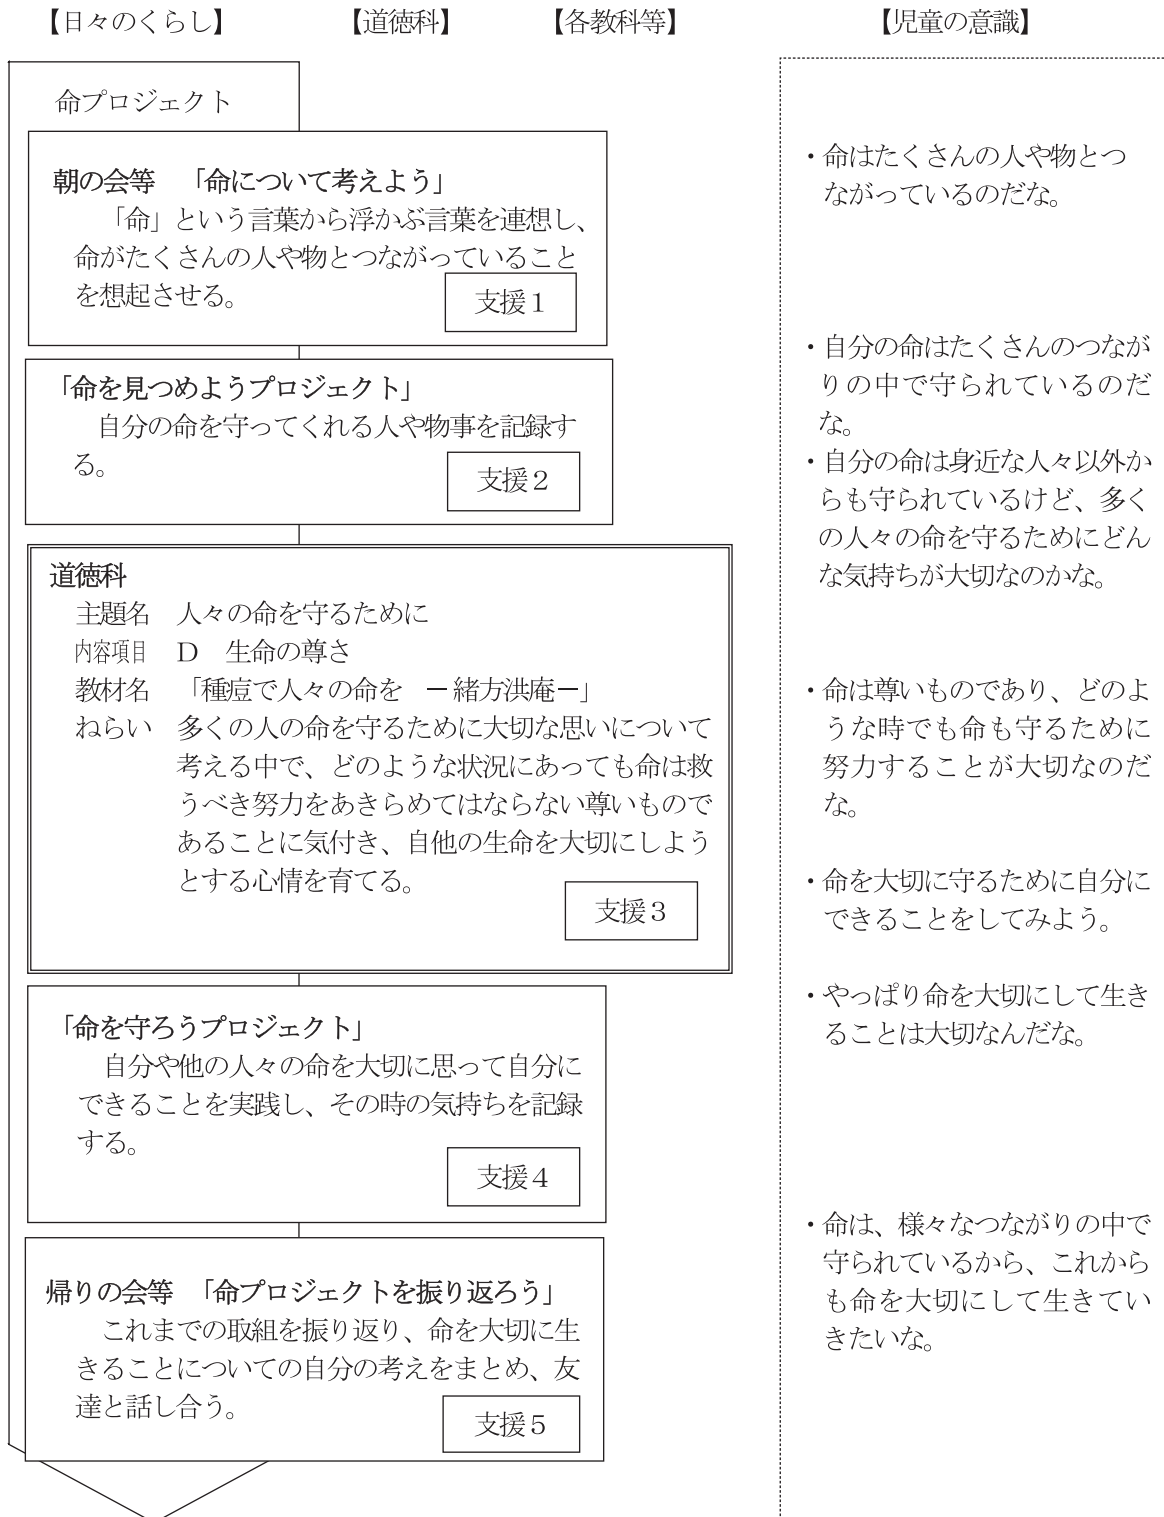 【日々のくらし】　【道徳科】　【各教科等】　【児童の意識】
命プロジェクト
朝の会等　「命について考えよう」
「命」という言葉から浮かぶ言葉を連想し、
命がたくさんの人や物とつながっていること
を想起させる。
支援１
「命を見つめようプロジェクト」
自分の命を守ってくれる人や物事を記録す
る。
支援２
道徳科
主題名　人々の命を守るために
内容項目　Ｄ　生命の尊さ
教材名　「種痘で人々の命を　－緒方洪庵－」
ねらい　多くの人の命を守るために大切な思いについて
考える中で、どのような状況にあっても命は救
うべき努力をあきらめてはならない尊いもので
あることに気付き、自他の生命を大切にしよう
とする心情を育てる。
支援３
「命を守ろうプロジェクト」
自分や他の人々の命を大切に思って自分に
できることを実践し、その時の気持ちを記録
する。
支援４
帰りの会等　「命プロジェクトを振り返ろう」
これまでの取組を振り返り、命を大切に生
きることについての自分の考えをまとめ、友
達と話し合う。
支援５
・命はたくさんの人や物とつ
ながっているのだな。
・自分の命はたくさんのつなが
りの中で守られているのだ
な。
・自分の命は身近な人々以外か
らも守られているけど、多く
の人々の命を守るためにどん
な気持ちが大切なのかな。
・命は尊いものであり、どのよ
うな時でも命も守るために
努力することが大切なのだ
な。
・命を大切に守るために自分に
できることをしてみよう。
・やっぱり命を大切にして生き
ることは大切なんだな。
・命は、様々なつながりの中で
守られているから、これから
も命を大切にして生きてい
きたいな。